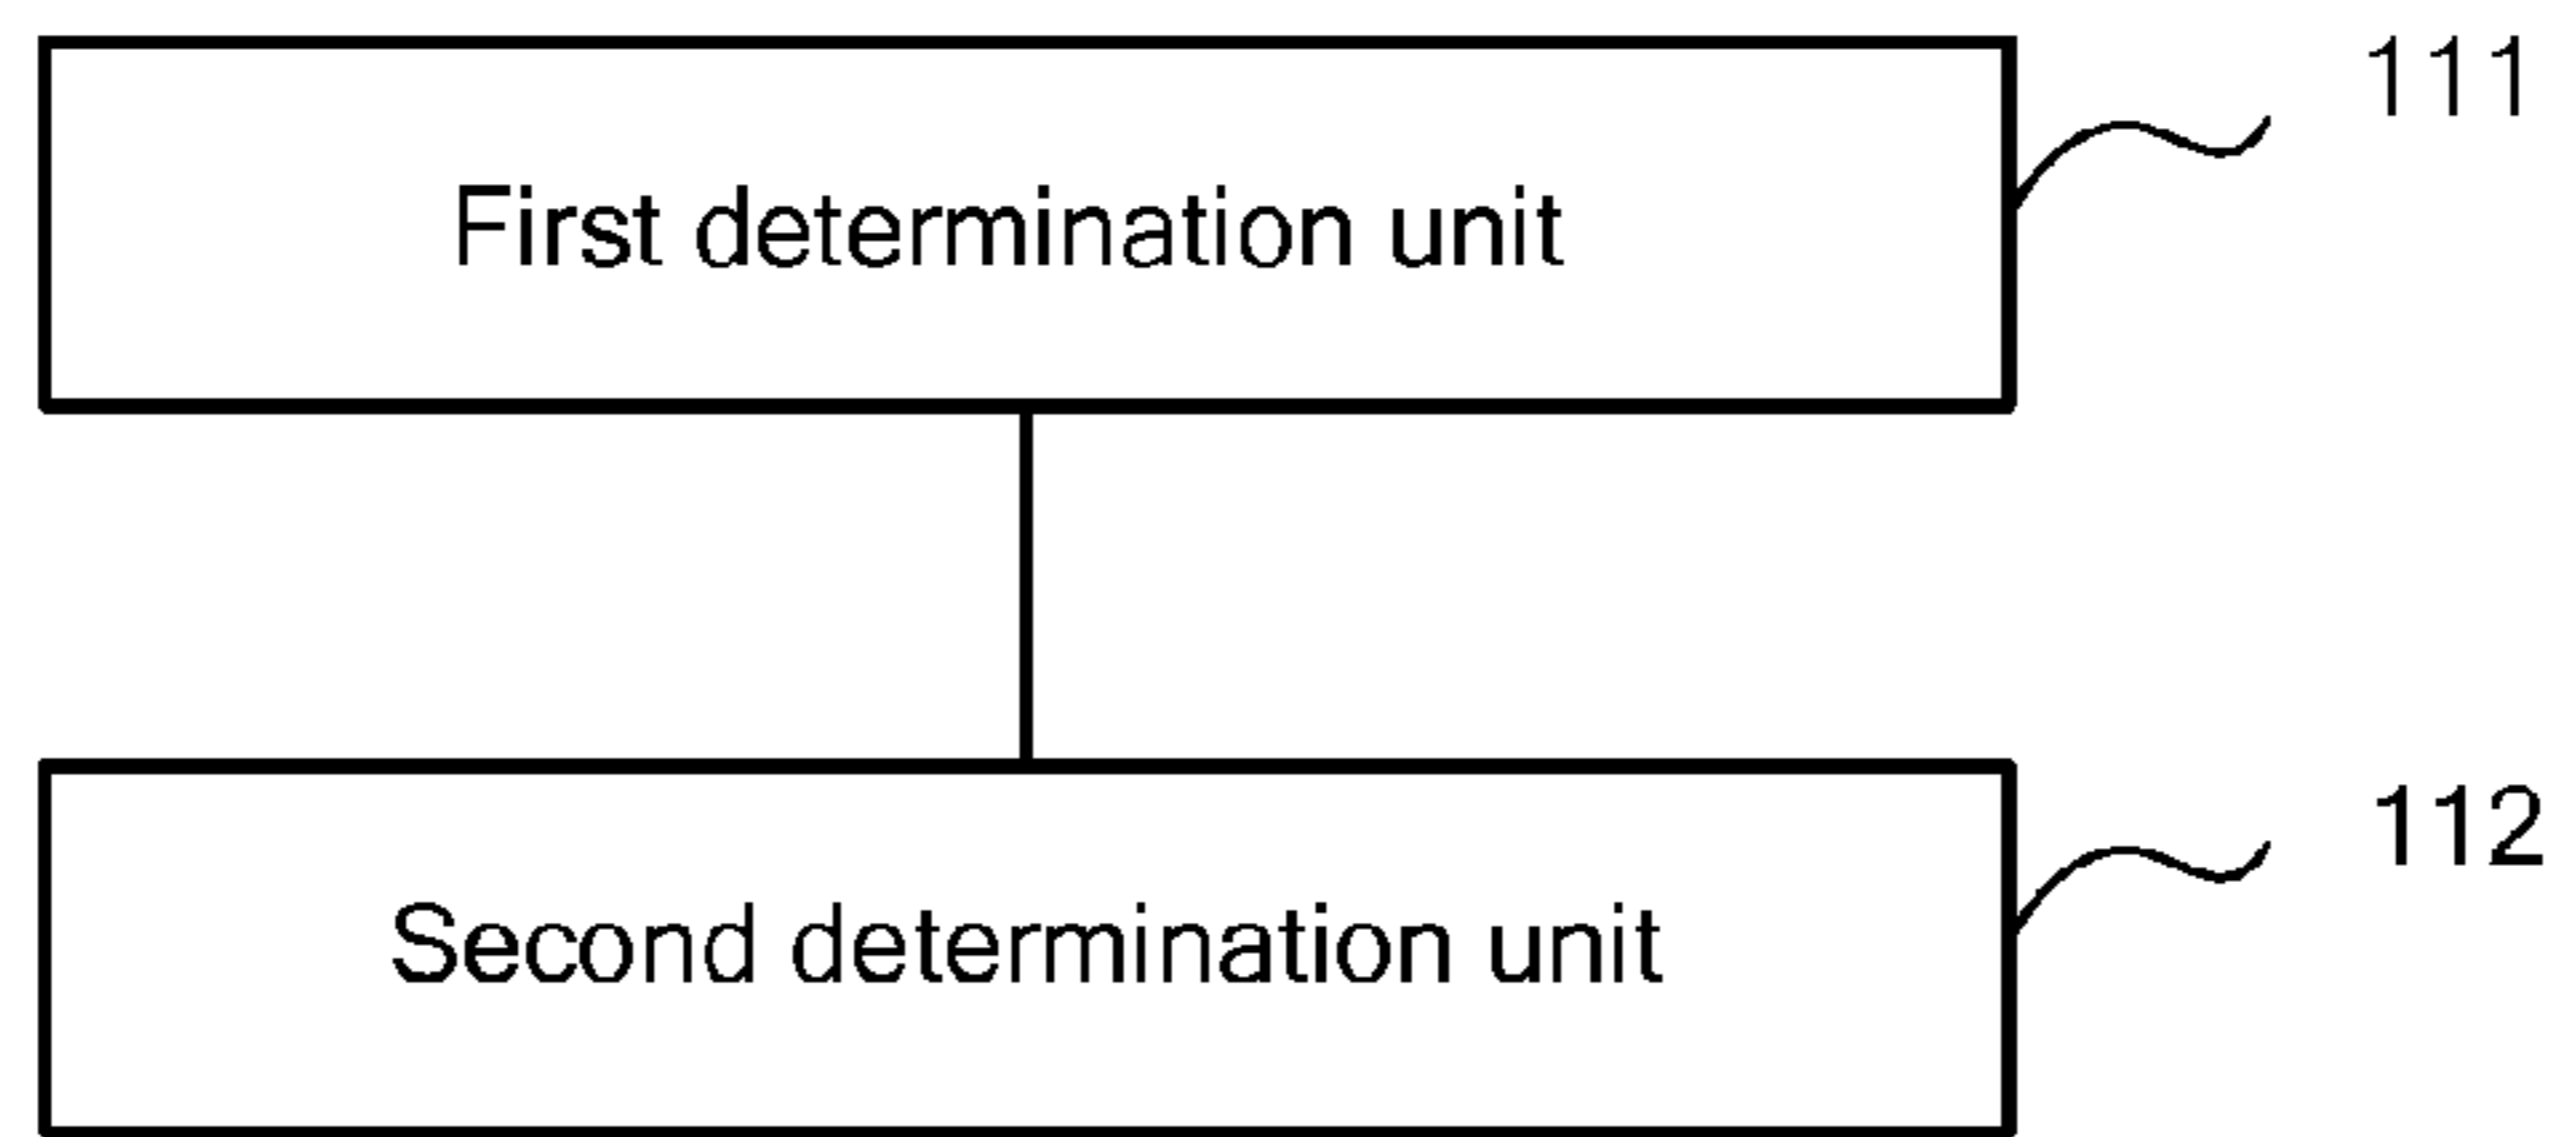 111
First determination unit
112
Second determination unit